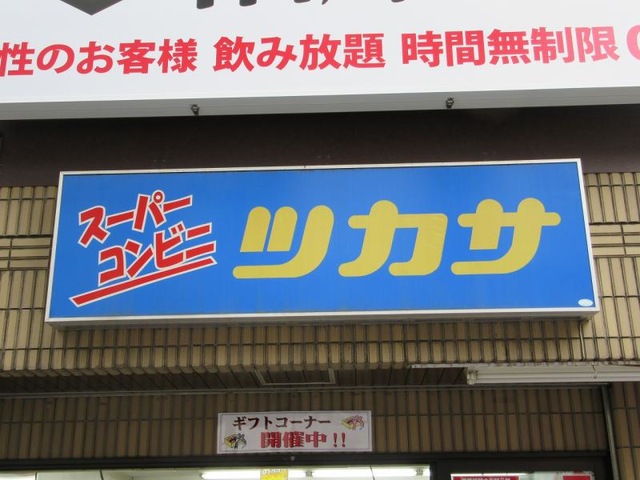 性のお客様 飲み放題 時間無制限
スーパー
コンビニ
ツカサ
ギフトコーナー
開催中!!